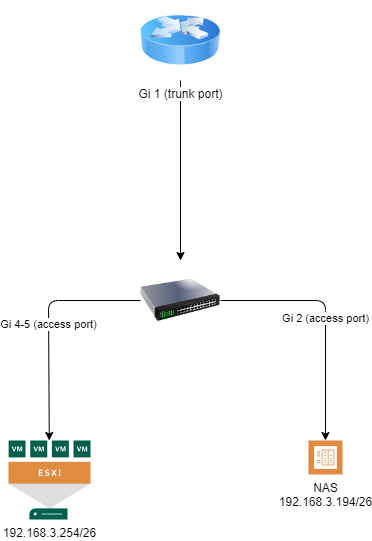 Gi 1 (trunk port)
Gi 4-5 (access port)
Gi 2 (access port)
VM VM VM VM
ESXi
NAS
192.168.3.194/26
192.168.3.254/26